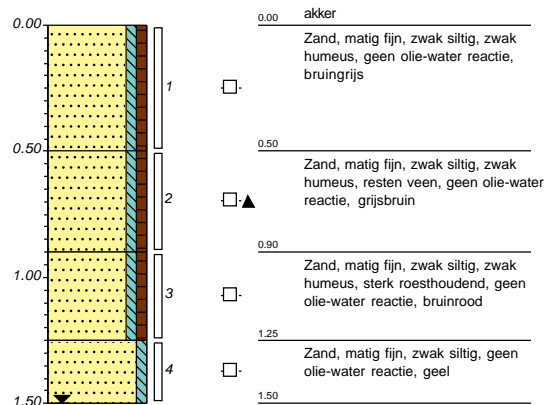 0.00
0.00
akker
Zand, matig fijn, zwak siltig, zwak
humeus, geen olie-water reactie,
bruingrijs
1
0.50
0.50
Zand, matig fijn, zwak siltig, zwak
humeus, resten veen, geen olie-water
reactie, grijsbruin
2
0.90
Zand, matig fijn, zwak siltig, zwak
humeus, sterk roesthoudend, geen
olie-water reactie, bruinrood
1.00
3
1.25
Zand, matig fijn, zwak siltig, geen
olie-water reactie, geel
4
1.50
1.50